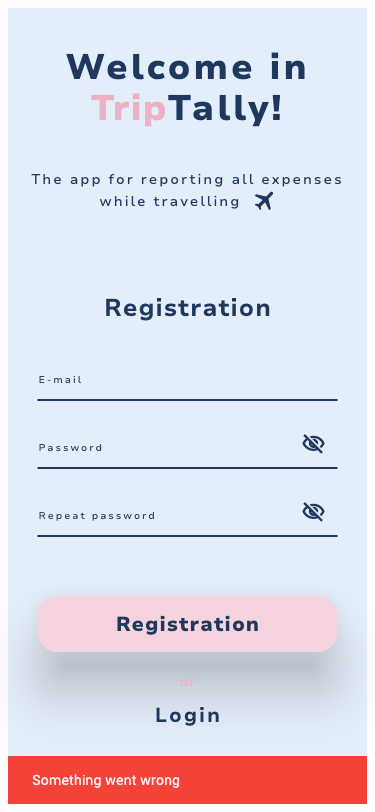 Welcome in
TripTally!
The app for reporting all expenses
while travelling
Registration
E-mail
Password
Repeat password
Registration
or
Login
Something went wrong